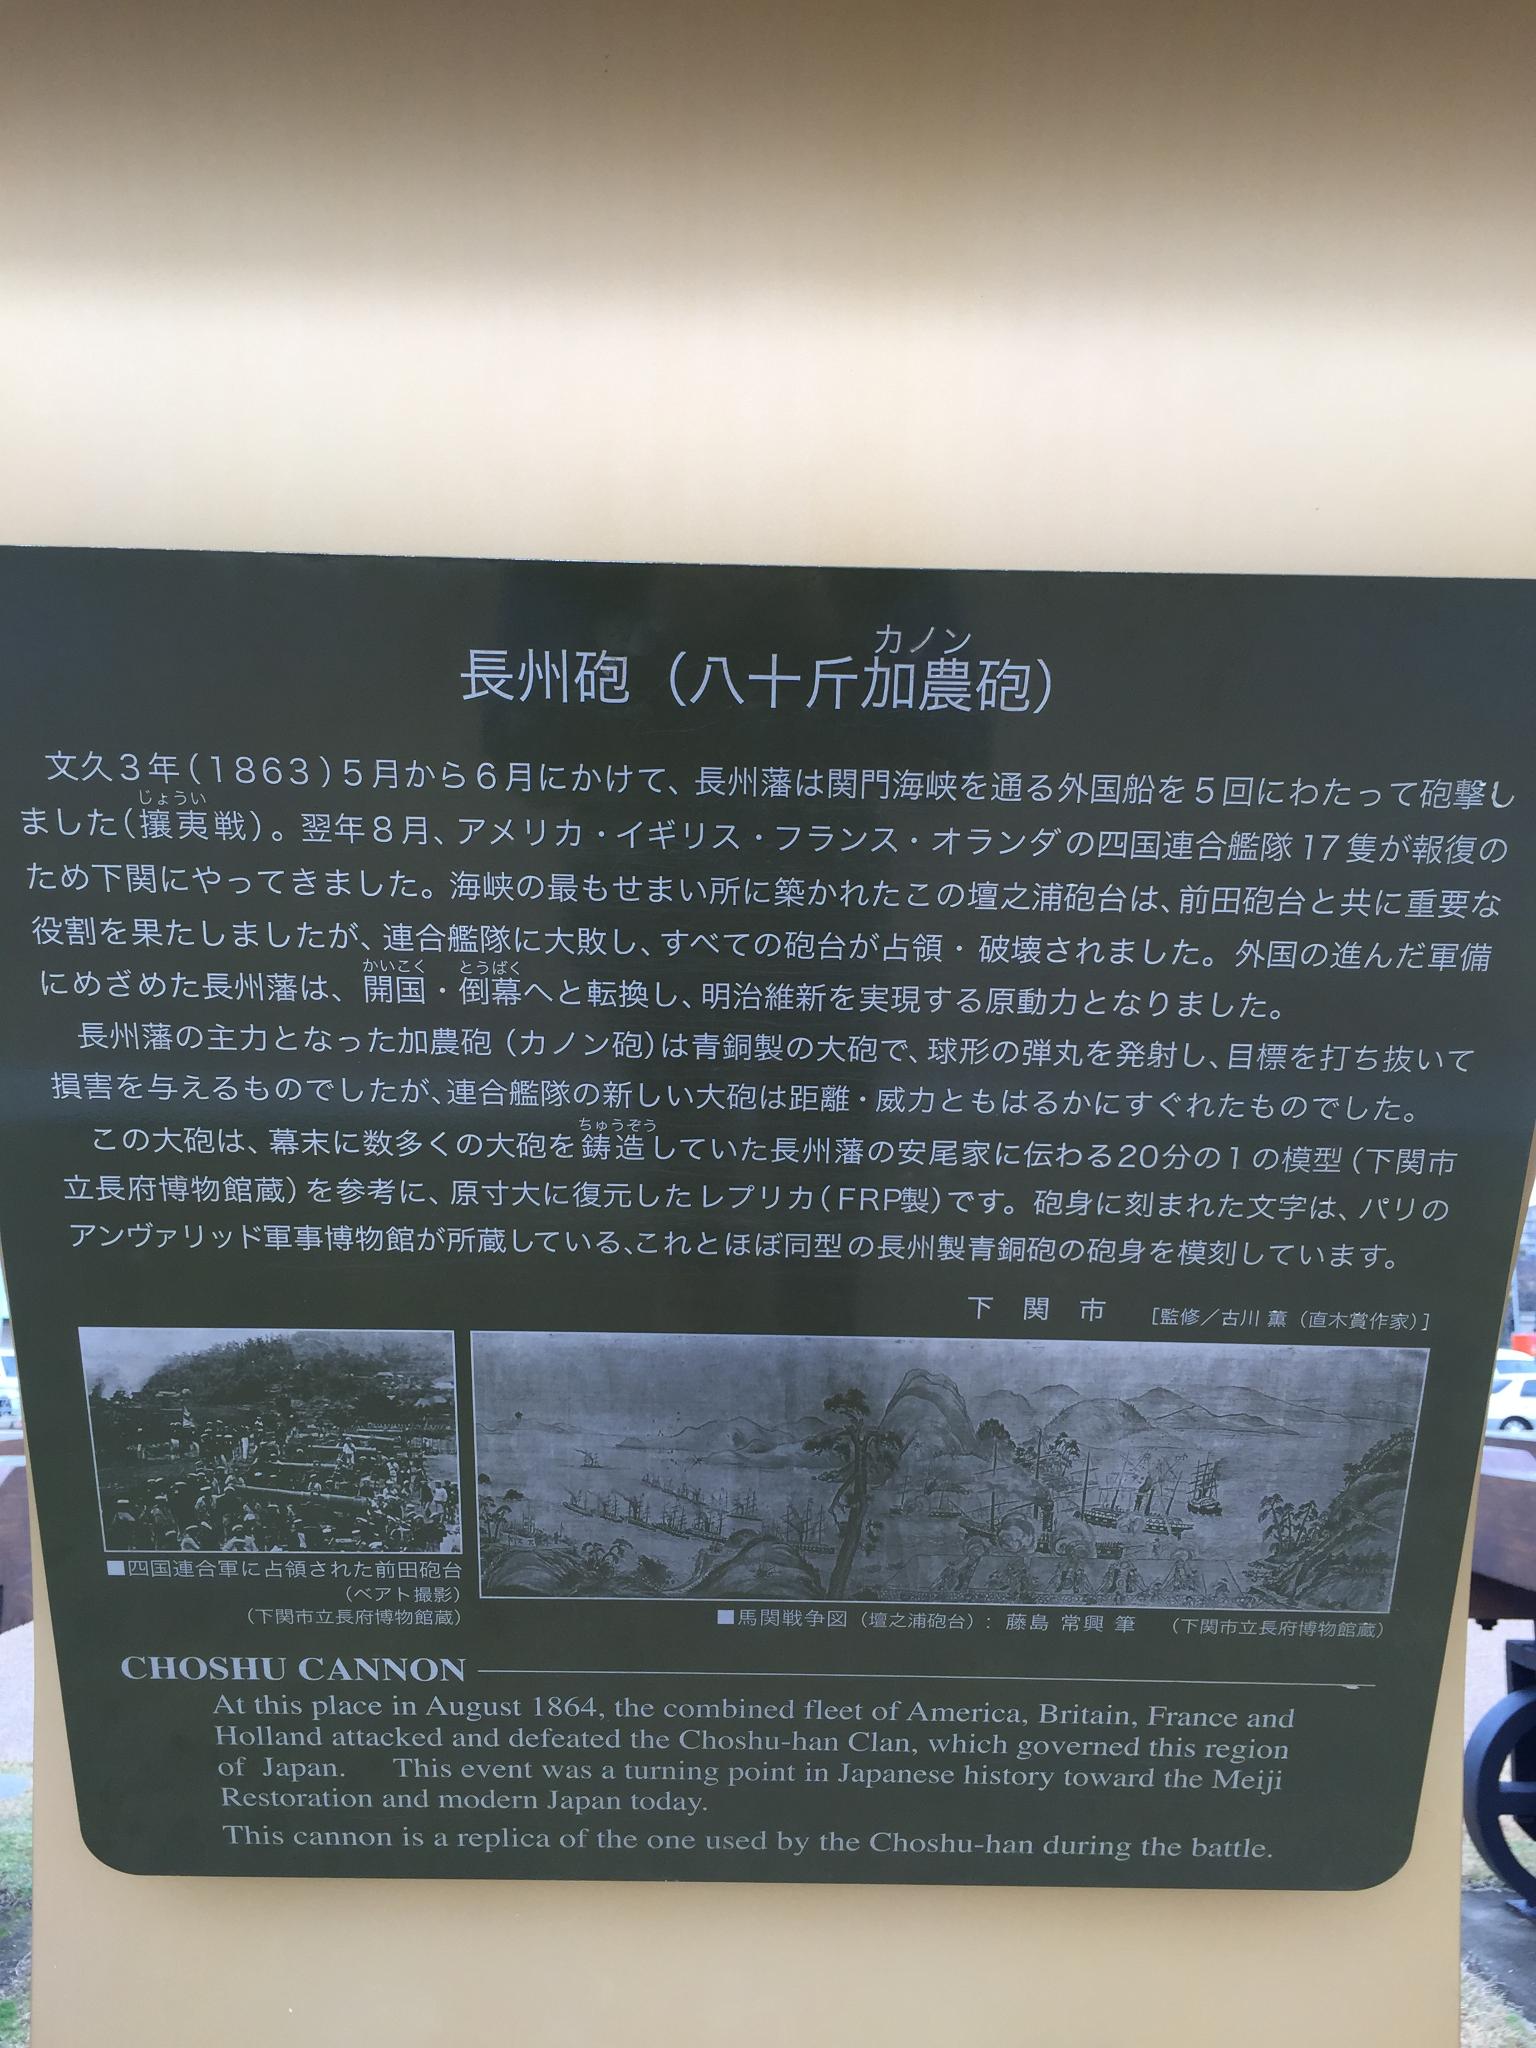 カノン
長州砲（八十斤加農砲）
文久3年（1863）5月から6月にかけて、長州藩は関門海峡を通る外国船を5回にわたって砲撃し
じょうい
ました（攘夷戦）。翌年8月、アメリカ・イギリス・フランス・オランダの四国連合艦隊17隻が報復の
ため下関にやってきました。海峡の最もせまい所に築かれたこの壇之浦砲台は、前田砲台と共に重要な
役割を果たしましたが、連合艦隊に大敗し、すべての砲台が占領・破壊されました。外国の進んだ軍備
かいこく とうばく
にめざめた長州藩は、開国・倒幕へと転換し、明治維新を実現する原動力となりました。
長州藩の主力となった加農砲（カノン砲）は青銅製の大砲で、球形の弾丸を発射し、目標を打ち抜いて
損害を与えるものでしたが、連合艦隊の新しい大砲は距離・威力ともはるかにすぐれたものでした。
ちゅうぞう
この大砲は、幕末に数多くの大砲を鋳造していた長州藩の安尾家に伝わる20分の1の模型（下関市
立長府博物館蔵）を参考に、原寸大に復元したレプリカ（FRP製）です。砲身に刻まれた文字は、パリの
アンヴァリッド軍事博物館が所蔵している、これとほぼ同型の長州製青銅砲の砲身を模刻しています。
下 関 市 ［監修／古川 薫（直木賞作家）］
■四国連合軍に占領された前田砲台
（ベアト撮影）
（下関市立長府博物館蔵）
■馬関戦争図（壇之浦砲台）：藤島 常興 筆 （下関市立長府博物館蔵）
CHOSHU CANNON
At this place in August 1864, the combined fleet of America, Britain, France and
Holland attacked and defeated the Choshu-han Clan, which governed this region
of Japan. This event was a turning point in Japanese history toward the Meiji
Restoration and modern Japan today.
This cannon is a replica of the one used by the Choshu-han during the battle.